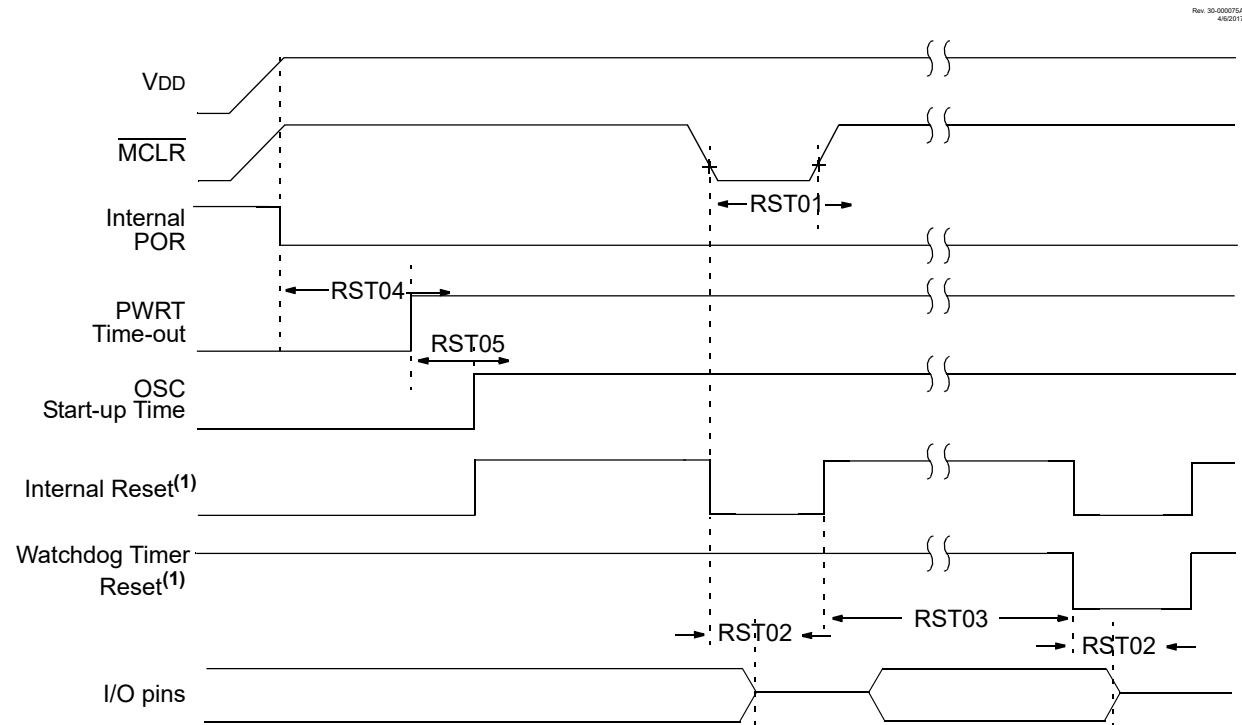 Rev. 30-000075A
4/6/2017
VDD
MCLR
RST01
Internal
POR
RST04
PWRT
Time-out
RST05
OSC
Start-up Time
Internal Reset(1)
Watchdog Timer
Reset(1)
RST03
RST02
RST02
I/O pins